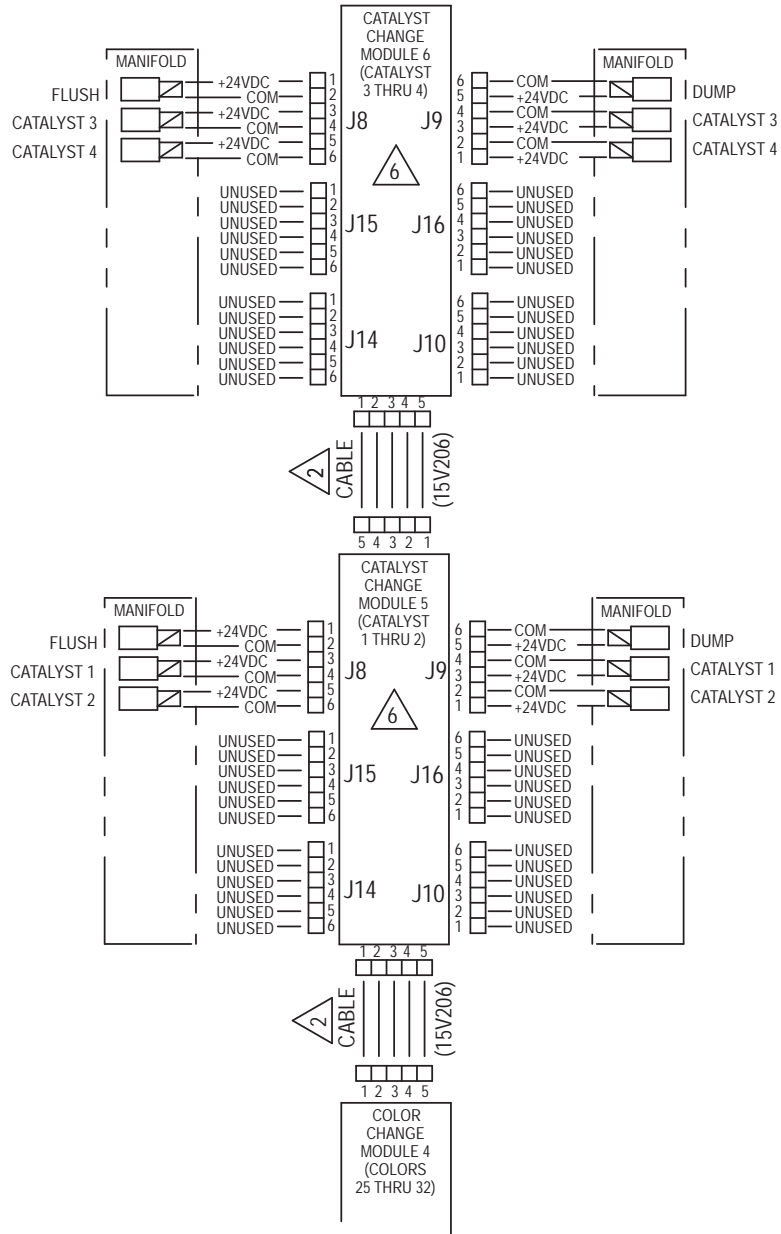 CATALYST
CHANGE
MODULE 6
(CATALYST
3 THRU 4)
MANIFOLD
FLUSH
CATALYST 3
CATALYST 4
+24VDC 1
COM 2
+24VDC 3
COM 4
+24VDC 5
COM 6
J8
J9
6 COM
5 +24VDC
4 COM
3 +24VDC
2 COM
1 +24VDC
MANIFOLD
DUMP
CATALYST 3
CATALYST 4
6
UNUSED 1
UNUSED 2
UNUSED 3
UNUSED 4
UNUSED 5
UNUSED 6
J15
J16
6 UNUSED
5 UNUSED
4 UNUSED
3 UNUSED
2 UNUSED
1 UNUSED
UNUSED 1
UNUSED 2
UNUSED 3
UNUSED 4
UNUSED 5
UNUSED 6
J14
J10
6 UNUSED
5 UNUSED
4 UNUSED
3 UNUSED
2 UNUSED
1 UNUSED
1 2 3 4 5
2
CABLE
(15V206)
5 4 3 2 1
CATALYST
CHANGE
MODULE 5
(CATALYST
1 THRU 2)
MANIFOLD
FLUSH
CATALYST 1
CATALYST 2
+24VDC 1
COM 2
+24VDC 3
COM 4
+24VDC 5
COM 6
J8
J9
6 COM
5 +24VDC
4 COM
3 +24VDC
2 COM
1 +24VDC
MANIFOLD
DUMP
CATALYST 1
CATALYST 2
6
UNUSED 1
UNUSED 2
UNUSED 3
UNUSED 4
UNUSED 5
UNUSED 6
J15
J16
6 UNUSED
5 UNUSED
4 UNUSED
3 UNUSED
2 UNUSED
1 UNUSED
UNUSED 1
UNUSED 2
UNUSED 3
UNUSED 4
UNUSED 5
UNUSED 6
J14
J10
6 UNUSED
5 UNUSED
4 UNUSED
3 UNUSED
2 UNUSED
1 UNUSED
1 2 3 4 5
2
CABLE
(15V206)
1 2 3 4 5
COLOR
CHANGE
MODULE 4
(COLORS
25 THRU 32)